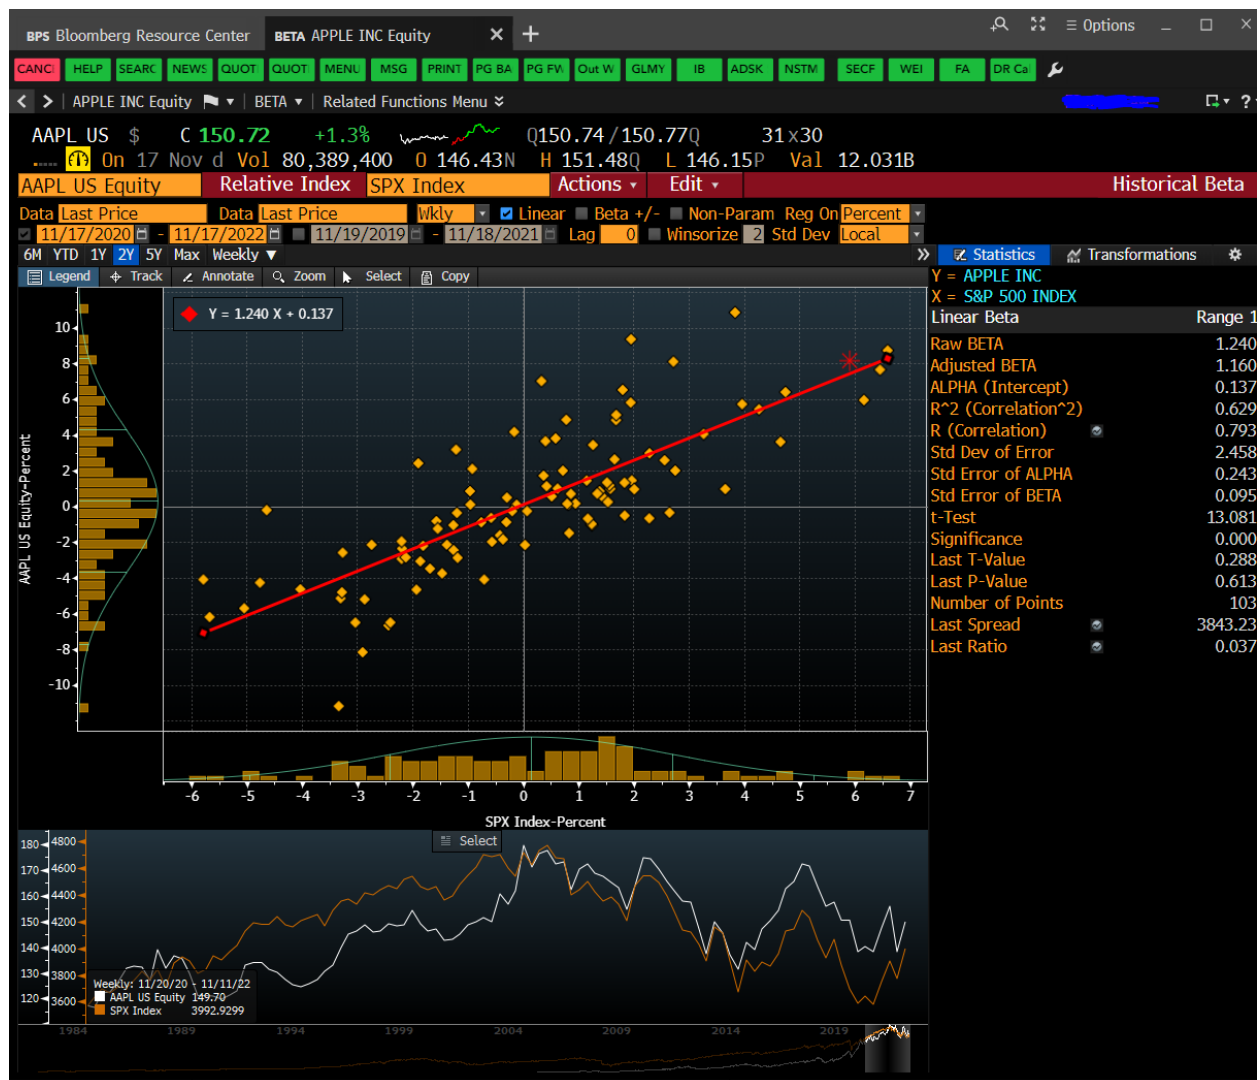 BPS Bloomberg Resource Center BETA APPLE INC Equity × + Options
CANC HELP SEARC NEWS QUOT QUOT MENU MSG PRINT PG BA PG FW Out W GLMY IB ADSK NSTM SECF WEI FA DR Cal
< > APPLE INC Equity BETA Related Functions Menu ?
AAPL US $ C 150.72 +1.3% Q150.74/150.77Q 31x30
On 17 Nov d Vol 80,389,400 O 146.43N H 151.48Q L 146.15P Val 12.031B
AAPL US Equity Relative Index SPX Index Actions Edit Historical Beta
Data Last Price Data Last Price Wkly Linear Beta +/- Non-Param Reg On Percent
11/17/2020 - 11/17/2022 11/19/2019 - 11/18/2021 Lag 0 Winsorize 2 Std Dev Local
6M YTD 1Y 2Y 5Y Max Weekly ▼ » Statistics Transformations
Legend Track Annotate Zoom Select Copy
Y = APPLE INC
X = S&P 500 INDEX
Linear Beta Range 1
Raw BETA 1.240
Adjusted BETA 1.160
ALPHA (Intercept) 0.137
R^2 (Correlation^2) 0.629
R (Correlation) 0.793
Std Dev of Error 2.458
Std Error of ALPHA 0.243
Std Error of BETA 0.095
t-Test 13.081
Significance 0.000
Last T-Value 0.288
Last P-Value 0.613
Number of Points 103
Last Spread 3843.23
Last Ratio 0.037
Y = 1.240 X + 0.137
AAPL US Equity-Percent
10
8
6
4
2
0
-2
-4
-6
-8
-10
-6 -5 -4 -3 -2 -1 0 1 2 3 4 5 6 7
SPX Index-Percent
Select
180 4800
170 4600
160 4400
150 4200
140 4000
130 3800
120 3600
Weekly: 11/20/20 - 11/11/22
AAPL US Equity 149.70
SPX Index 3992.9299
1984 1989 1994 1999 2004 2009 2014 2019